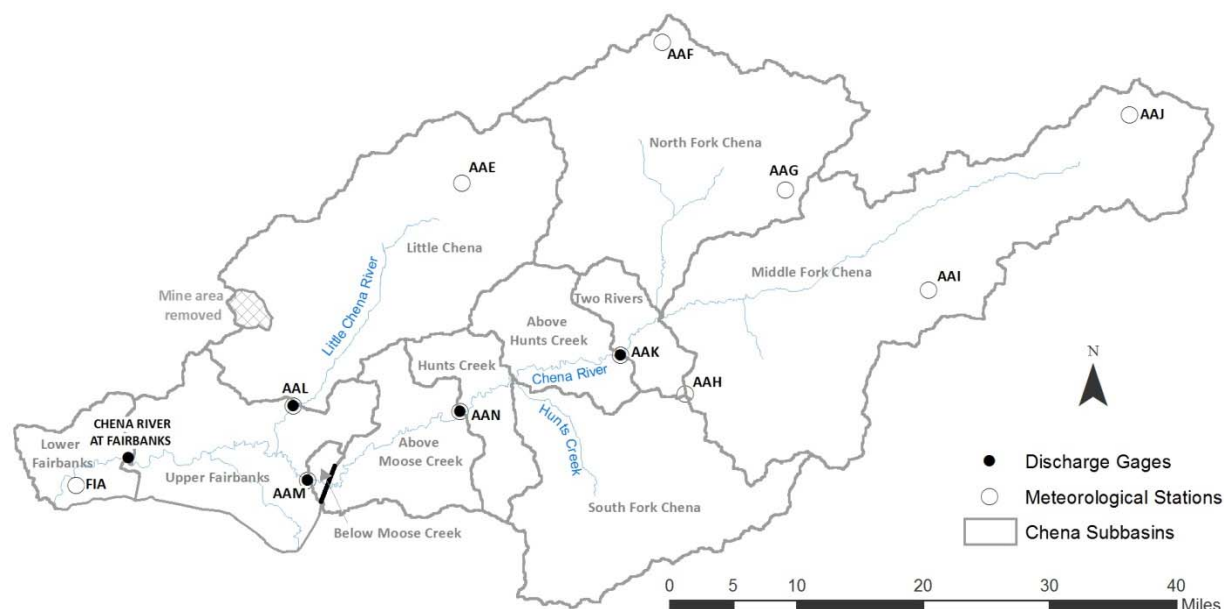 AAF
AAJ
North Fork Chena
AAG
AAE
Little Chena
Middle Fork Chena
AAI
Mine area
removed
Little Chena River
Two Rivers
Above
Hunts Creek
AAK
Hunts Creek
Chena River
AAH
AAL
AAN
Hunts Creek
CHENA RIVER
AT FAIRBANKS
Lower
Fairbanks
FIA
Upper Fairbanks
AAM
Above
Moose Creek
South Fork Chena
Below Moose Creek
N
Discharge Gages
Meteorological Stations
Chena Subbasins
0 5 10 20 30 40
Miles